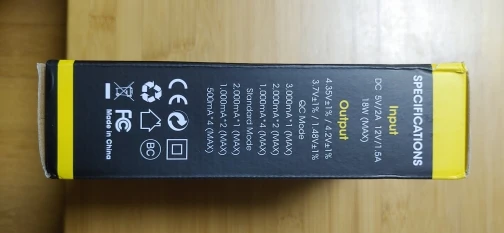 SPECIFICATIONS
Input
DC 5V/2A 12V/1.5A
18W (MAX)
Output
4.35V±1% / 4.2V±1%
3.7V±1% / 1.48V±1%
QC Mode
3,000mA*1 (MAX)
2,000mA*2 (MAX)
1,000mA*4 (MAX)
Standard Mode
2,000mA*1 (MAX)
1,000mA*2 (MAX)
500mA*4 (MAX)
CE
BC
FC
Made in China